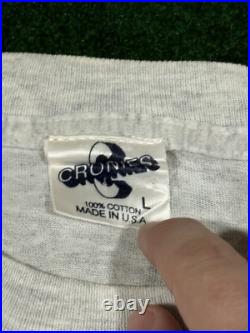 CRONIES
L
100% COTTON
MADE IN U.S.A